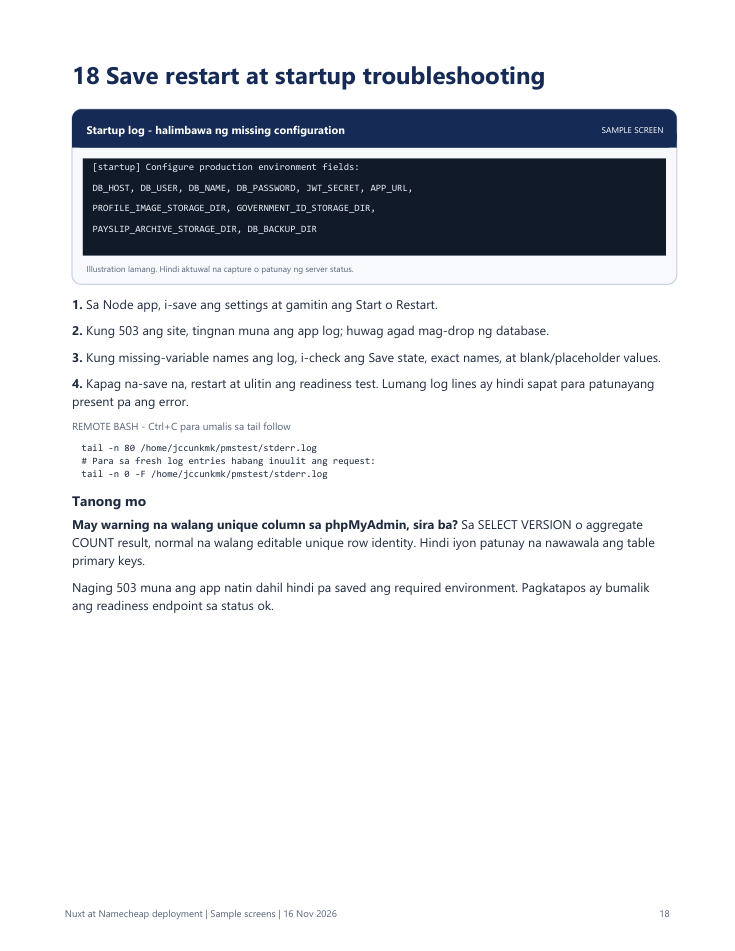 18 Save restart at startup troubleshooting
Startup log - halimbawa ng missing configuration
SAMPLE SCREEN
[startup] Configure production environment fields:
DB_HOST, DB_USER, DB_NAME, DB_PASSWORD, JWT_SECRET, APP_URL,
PROFILE_IMAGE_STORAGE_DIR, GOVERNMENT_ID_STORAGE_DIR,
PAYSLIP_ARCHIVE_STORAGE_DIR, DB_BACKUP_DIR
Illustration lamang. Hindi aktuwal na capture o patunay ng server status.
1. Sa Node app, i-save ang settings at gamitin ang Start o Restart.
2. Kung 503 ang site, tingnan muna ang app log; huwag agad mag-drop ng database.
3. Kung missing-variable names ang log, i-check ang Save state, exact names, at blank/placeholder values.
4. Kapag na-save na, restart at ulitin ang readiness test. Lumang log lines ay hindi sapat para patunayang
present pa ang error.
REMOTE BASH - Ctrl+C para umalis sa tail follow
tail -n 80 /home/jccunkmk/pmstest/stderr.log
# Para sa fresh log entries habang inuulit ang request:
tail -n 0 -F /home/jccunkmk/pmstest/stderr.log
Tanong mo
May warning na walang unique column sa phpMyAdmin, sira ba? Sa SELECT VERSION o aggregate
COUNT result, normal na walang editable unique row identity. Hindi iyon patunay na nawawala ang table
primary keys.
Naging 503 muna ang app natin dahil hindi pa saved ang required environment. Pagkatapos ay bumalik
ang readiness endpoint sa status ok.
Nuxt at Namecheap deployment | Sample screens | 16 Nov 2026
18